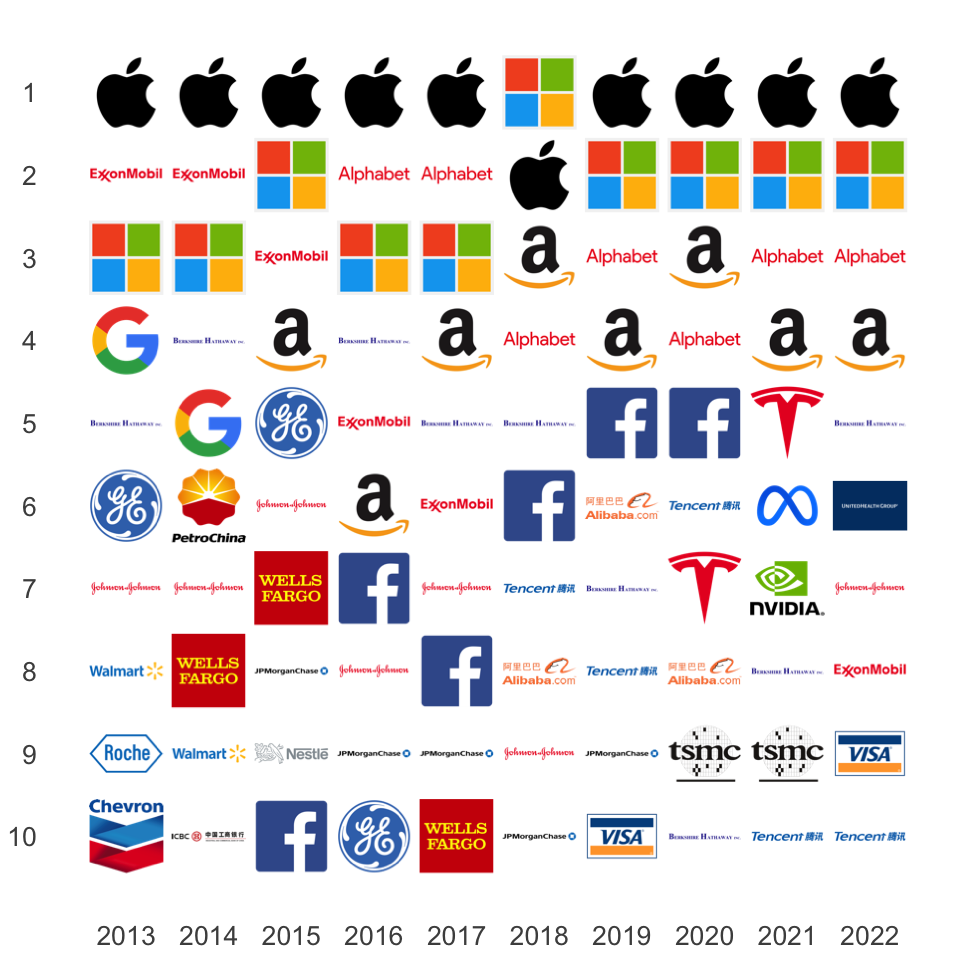 1
2 ExxonMobil ExxonMobil Alphabet Alphabet
3 ExxonMobil a Alphabet a Alphabet Alphabet
4 G BERKSHIRE HATHAWAY INC. a BERKSHIRE HATHAWAY INC. a Alphabet a Alphabet a a
5 BERKSHIRE HATHAWAY INC. G GE ExxonMobil BERKSHIRE HATHAWAY INC. BERKSHIRE HATHAWAY INC. f f T BERKSHIRE HATHAWAY INC.
6 GE PetroChina Johnson&Johnson a ExxonMobil f 阿里巴巴 Alibaba.com Tencent 腾讯 UNITEDHEALTH GROUP
7 Johnson&Johnson Johnson&Johnson WELLS FARGO f Johnson&Johnson Tencent 腾讯 BERKSHIRE HATHAWAY INC. T NVIDIA. Johnson&Johnson
8 Walmart WELLS FARGO JPMorganChase Johnson&Johnson f 阿里巴巴 Alibaba.com Tencent 腾讯 阿里巴巴 Alibaba.com BERKSHIRE HATHAWAY INC. ExxonMobil
9 Roche Walmart Nestlé JPMorganChase JPMorganChase Johnson&Johnson JPMorganChase tsmc tsmc VISA
10 Chevron ICBC 中国工商银行 f GE WELLS FARGO JPMorganChase VISA BERKSHIRE HATHAWAY INC. Tencent 腾讯 Tencent 腾讯
2013 2014 2015 2016 2017 2018 2019 2020 2021 2022